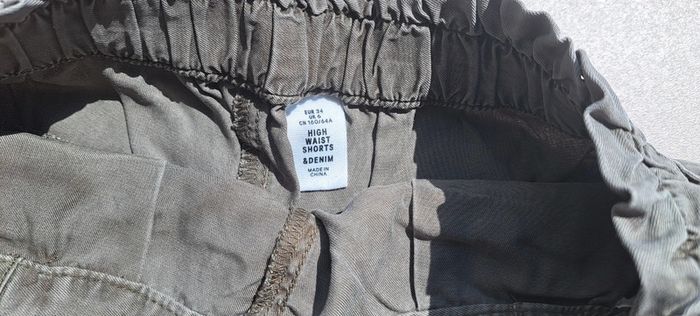 EUR 34
UK 6
CN 160/64A
HIGH
WAIST
SHORTS
&DENIM
MADE IN
CHINA